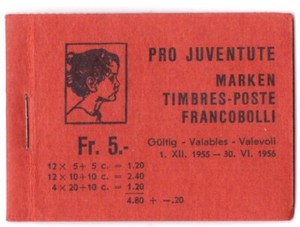 PRO JUVENTUTE
MARKEN
TIMBRES-POSTE
FRANCOBOLLI
Fr. 5.-
Gültig - Valables - Valevoli
1. XII. 1955 — 30. VI. 1956
12 × 5 + 5 c. = 1.20
12 × 10 + 10 c. = 2.40
4 × 20 + 10 c. = 1.20
4.80 + -.20